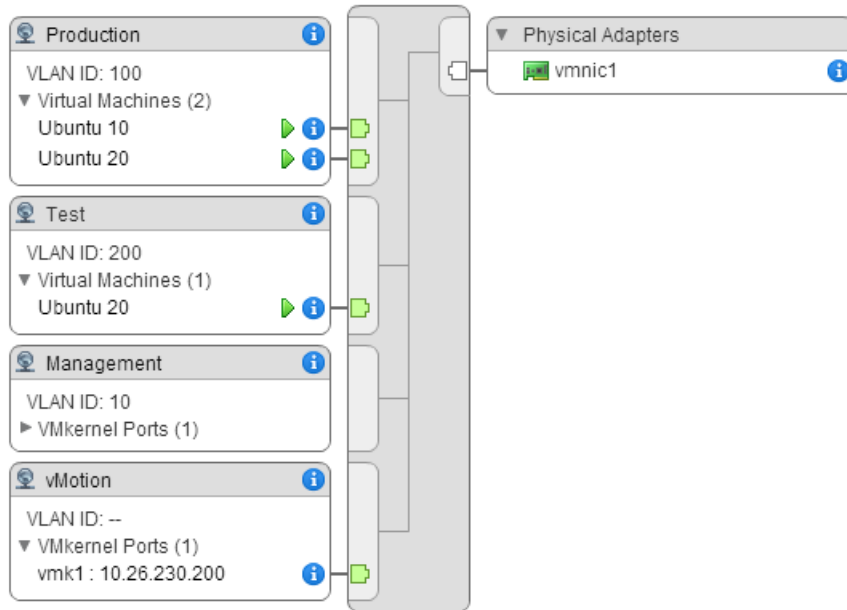 Production
VLAN ID: 100
Virtual Machines (2)
Ubuntu 10
Ubuntu 20
Test
VLAN ID: 200
Virtual Machines (1)
Ubuntu 20
Management
VLAN ID: 10
VMkernel Ports (1)
vMotion
VLAN ID: --
VMkernel Ports (1)
vmk1 : 10.26.230.200
Physical Adapters
vmnic1